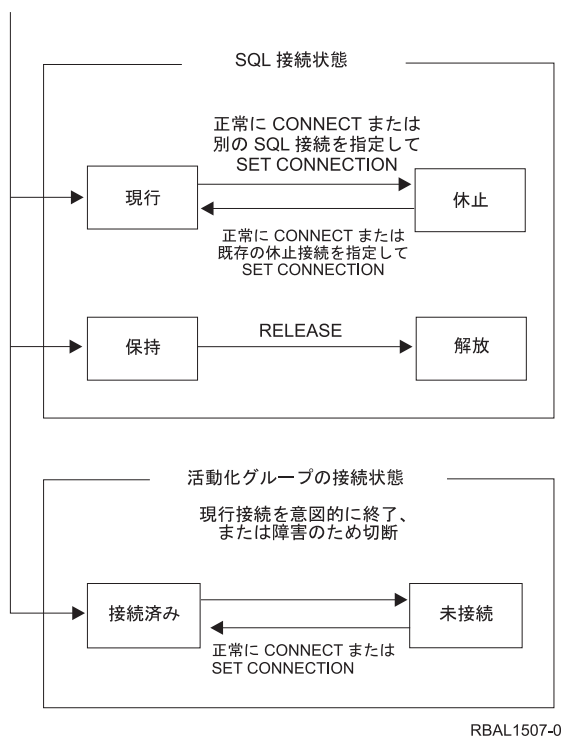 SQL 接続状態
正常に CONNECT または
別の SQL 接続を指定して
SET CONNECTION
現行
休止
正常に CONNECT または
既存の休止接続を指定して
SET CONNECTION
保持
RELEASE
解放
活動化グループの接続状態
現行接続を意図的に終了、
または障害のため切断
接続済み
未接続
正常に CONNECT または
SET CONNECTION
RBAL1507-0